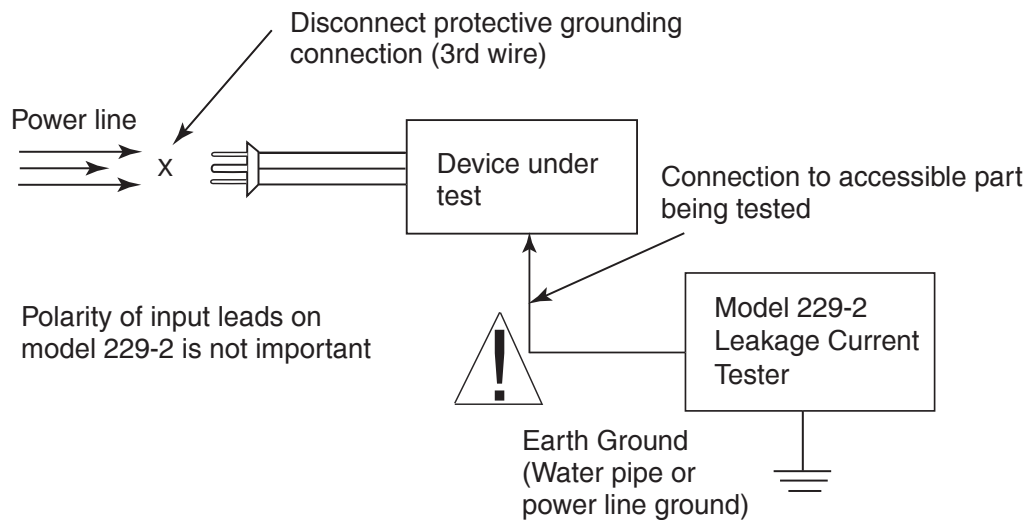 Disconnect protective grounding
connection (3rd wire)
Power line
X
Device under
test
Connection to accessible part
being tested
Polarity of input leads on
model 229-2 is not important
Model 229-2
Leakage Current
Tester
!
Earth Ground
(Water pipe or
power line ground)